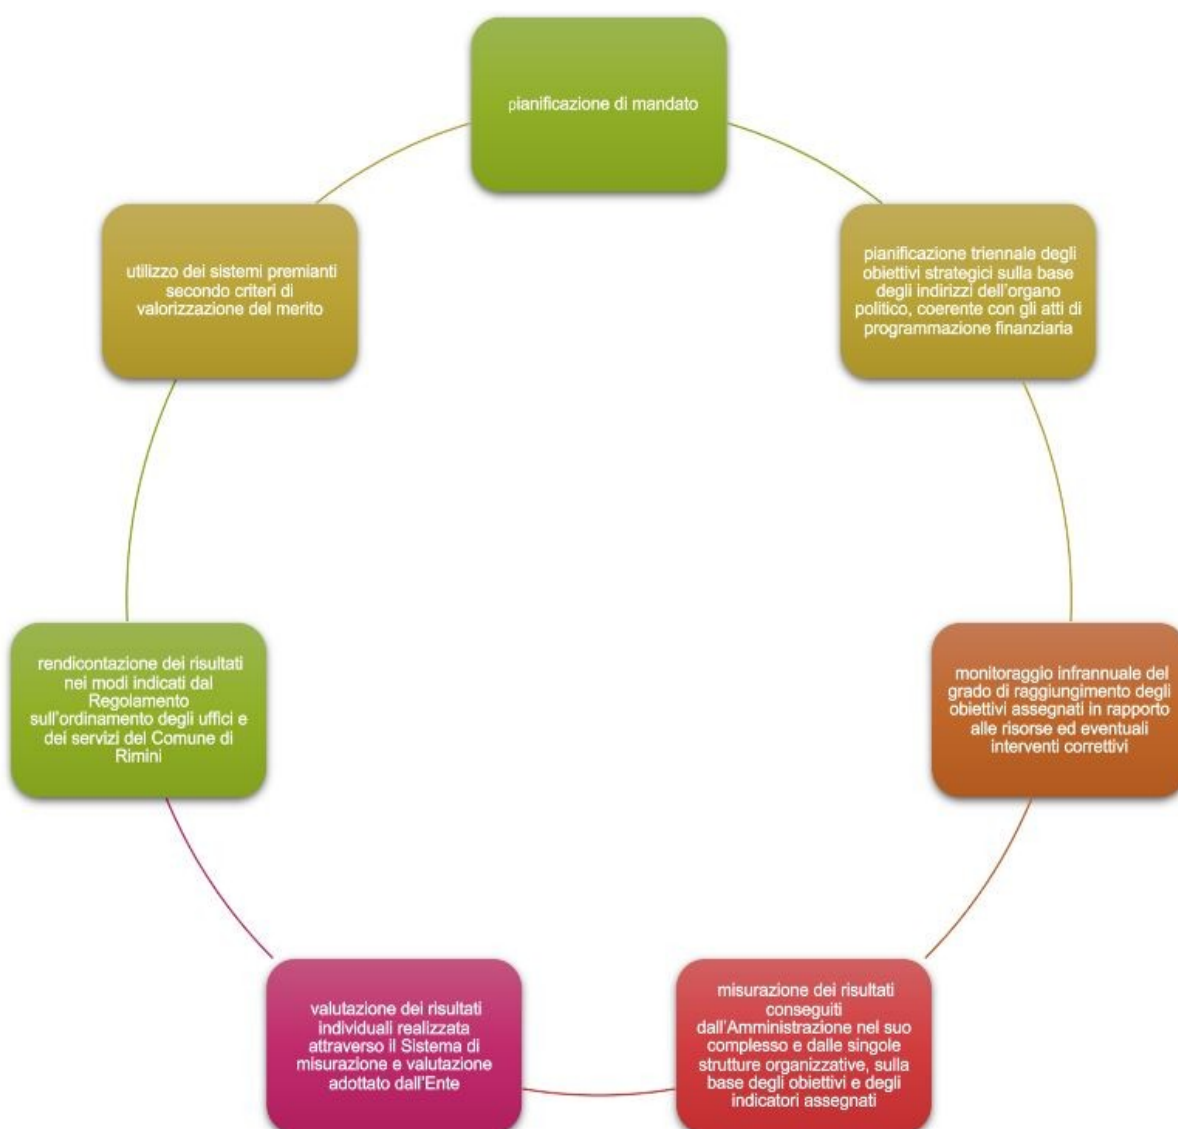 pianificazione di mandato
pianificazione triennale degli
obiettivi strategici sulla base
degli indirizzi dell'organo
politico, coerente con gli atti di
programmazione finanziaria
monitoraggio infrannuale del
grado di raggiungimento degli
obiettivi assegnati in rapporto
alle risorse ed eventuali
interventi correttivi
misurazione dei risultati
conseguiti
dall'Amministrazione nel suo
complesso e dalle singole
strutture organizzative, sulla
base degli obiettivi e degli
indicatori assegnati
valutazione dei risultati
individuali realizzata
attraverso il Sistema di
misurazione e valutazione
adottato dall'Ente
rendicontazione dei risultati
nei modi indicati dal
Regolamento
sull'ordinamento degli uffici e
dei servizi del Comune di
Rimini
utilizzo dei sistemi premianti
secondo criteri di
valorizzazione del merito